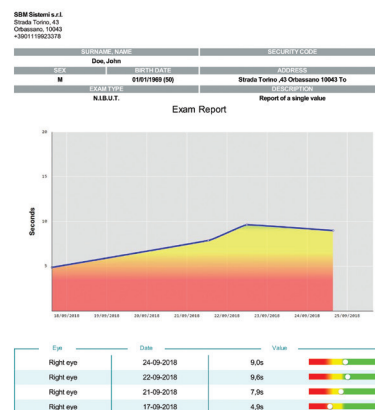 SBM Sistemi s.r.l.
Strada Torino, 43
Orbassano, 10043
+3901119923378
SURNAME, NAME SECURITY CODE
Doe, John
SEX BIRTH DATE ADDRESS
M 01/01/1969 (50) Strada Torino ,43 Orbassano 10043 To
EXAM TYPE DESCRIPTION
N.I.B.U.T. Report of a single value
Exam Report
20
15
10
5
Seconds
18/09/2018 19/09/2018 20/09/2018 21/09/2018 22/09/2018 23/09/2018 24/09/2018 25/09/2018
Eye Date Value
Right eye 24-09-2018 9,0s
Right eye 22-09-2018 9,6s
Right eye 21-09-2018 7,9s
Right eye 17-09-2018 4,9s